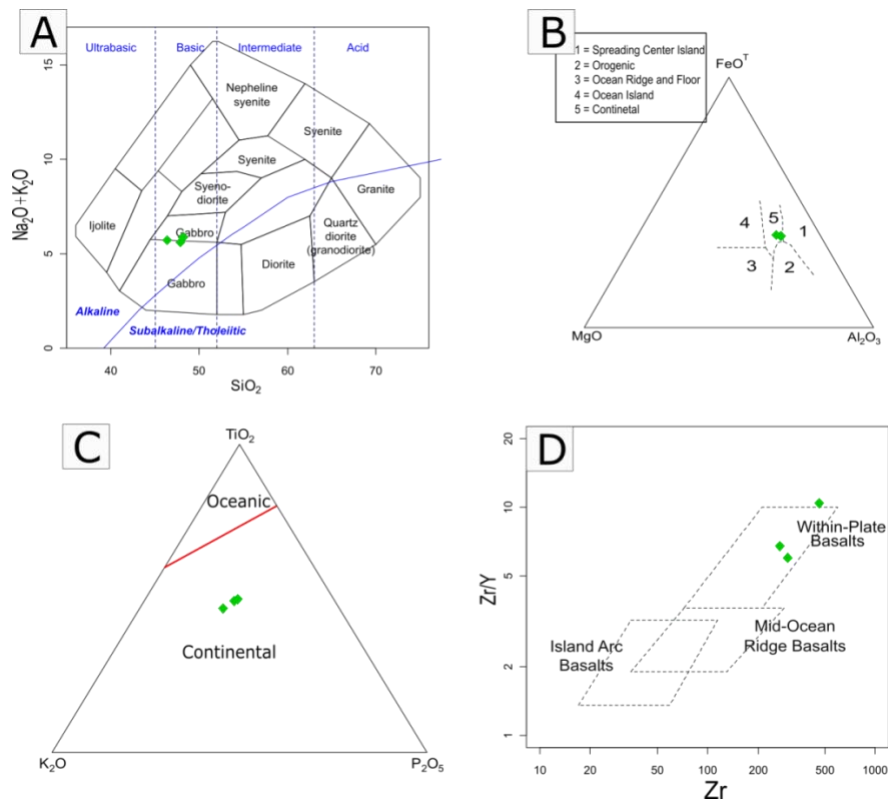 A
Ultrabasic
Basic
Intermediate
Acid
Nepheline
syenite
Syenite
Syenite
Syeno-
diorite
Granite
Ijolite
Gabbro
Quartz
diorite
(granodiorite)
Diorite
Gabbro
Alkaline
Subalkaline/Tholeiitic
Na₂O+K₂O
15
10
5
0
40
50
60
70
SiO₂
B
1 = Spreading Center Island
2 = Orogenic
3 = Ocean Ridge and Floor
4 = Ocean Island
5 = Continetal
FeOᵀ
4
5
1
3
2
MgO
Al₂O₃
C
TiO₂
Oceanic
Continental
K₂O
P₂O₅
D
Zr/Y
20
10
5
2
1
Within-Plate
Basalts
Mid-Ocean
Ridge Basalts
Island Arc
Basalts
10
20
50
100
200
500
1000
Zr